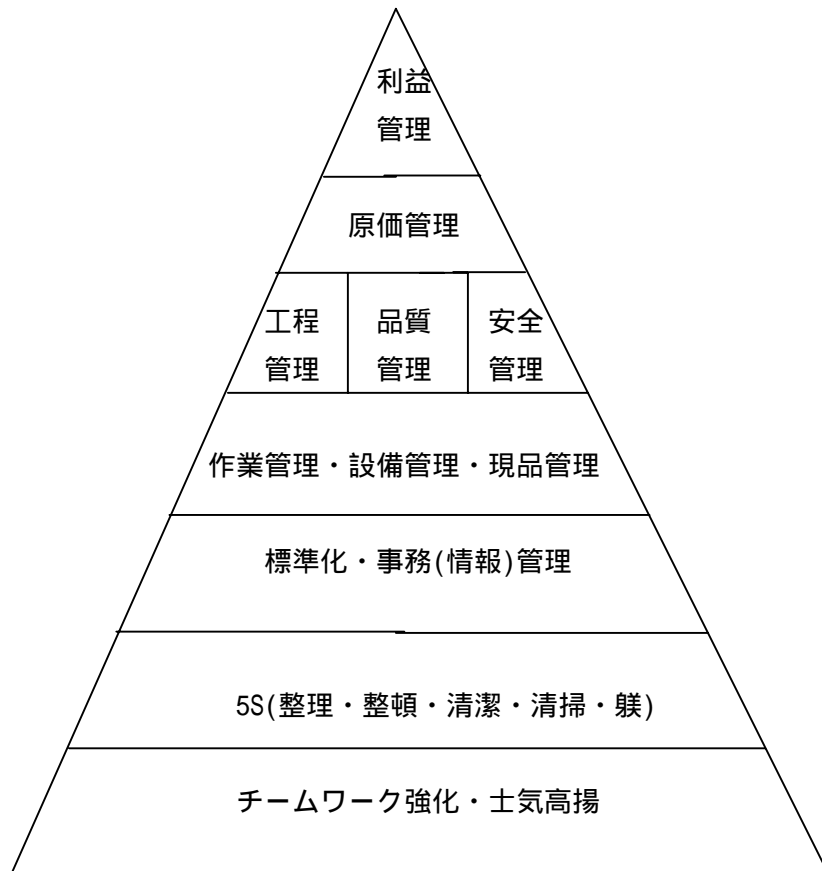 利益
管理
原価管理
工程 品質 安全
管理 管理 管理
作業管理・設備管理・現品管理
標準化・事務(情報)管理
5S(整理・整頓・清潔・清掃・躾)
チームワーク強化・士気高揚